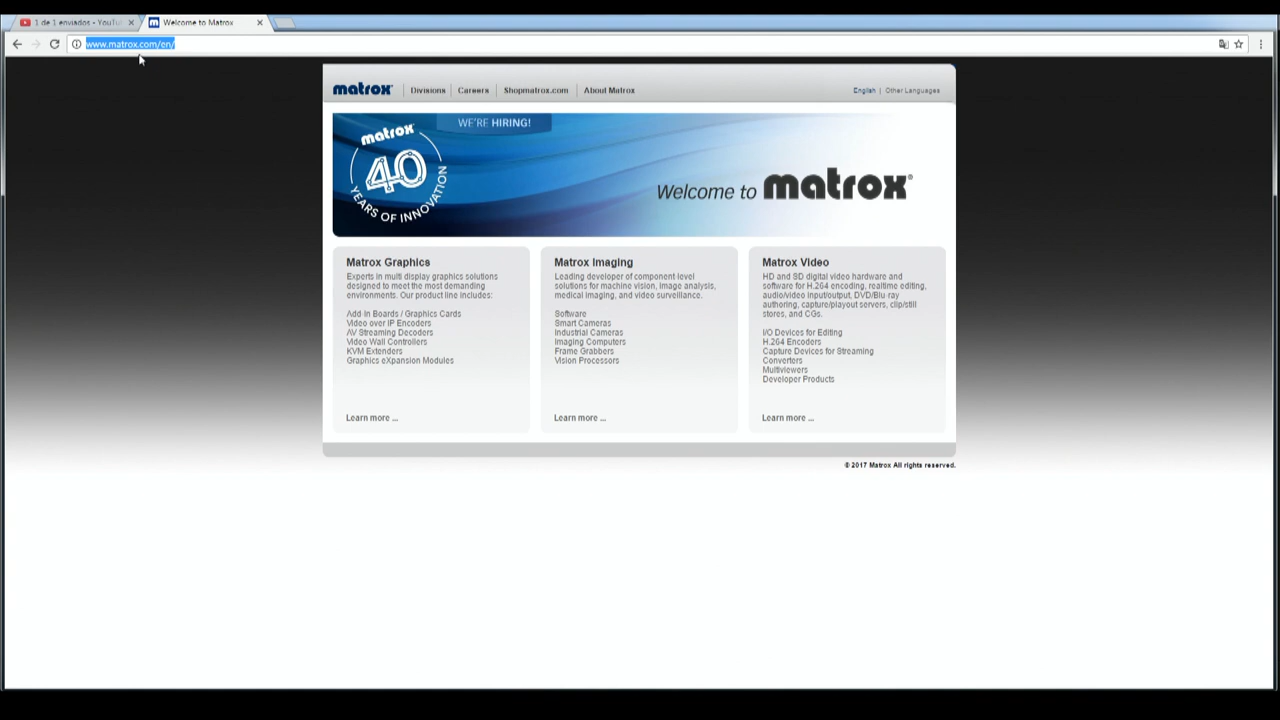 1 de 1 enviados - YouTu
Welcome to Matrox
www.matrox.com/en/
matrox
Divisions
Careers
Shopmatrox.com
About Matrox
English | Other Languages
WE'RE HIRING!
matrox
40
YEARS OF INNOVATION
Welcome to matrox®
Matrox Graphics
Experts in multi display graphics solutions
designed to meet the most demanding
environments. Our product line includes:
Add-In Boards / Graphics Cards
Video over IP Encoders
AV Streaming Decoders
Video Wall Controllers
KVM Extenders
Graphics eXpansion Modules
Learn more ...
Matrox Imaging
Leading developer of component-level
solutions for machine vision, image analysis,
medical imaging, and video surveillance.
Software
Smart Cameras
Industrial Cameras
Imaging Computers
Frame Grabbers
Vision Processors
Learn more ...
Matrox Video
HD and SD digital video hardware and
software for H.264 encoding, realtime editing,
audio/video input/output, DVD/Blu-ray
authoring, capture/playout servers, clip/still
stores, and CGs.
I/O Devices for Editing
H.264 Encoders
Capture Devices for Streaming
Converters
Multiviewers
Developer Products
Learn more ...
© 2017 Matrox All rights reserved.